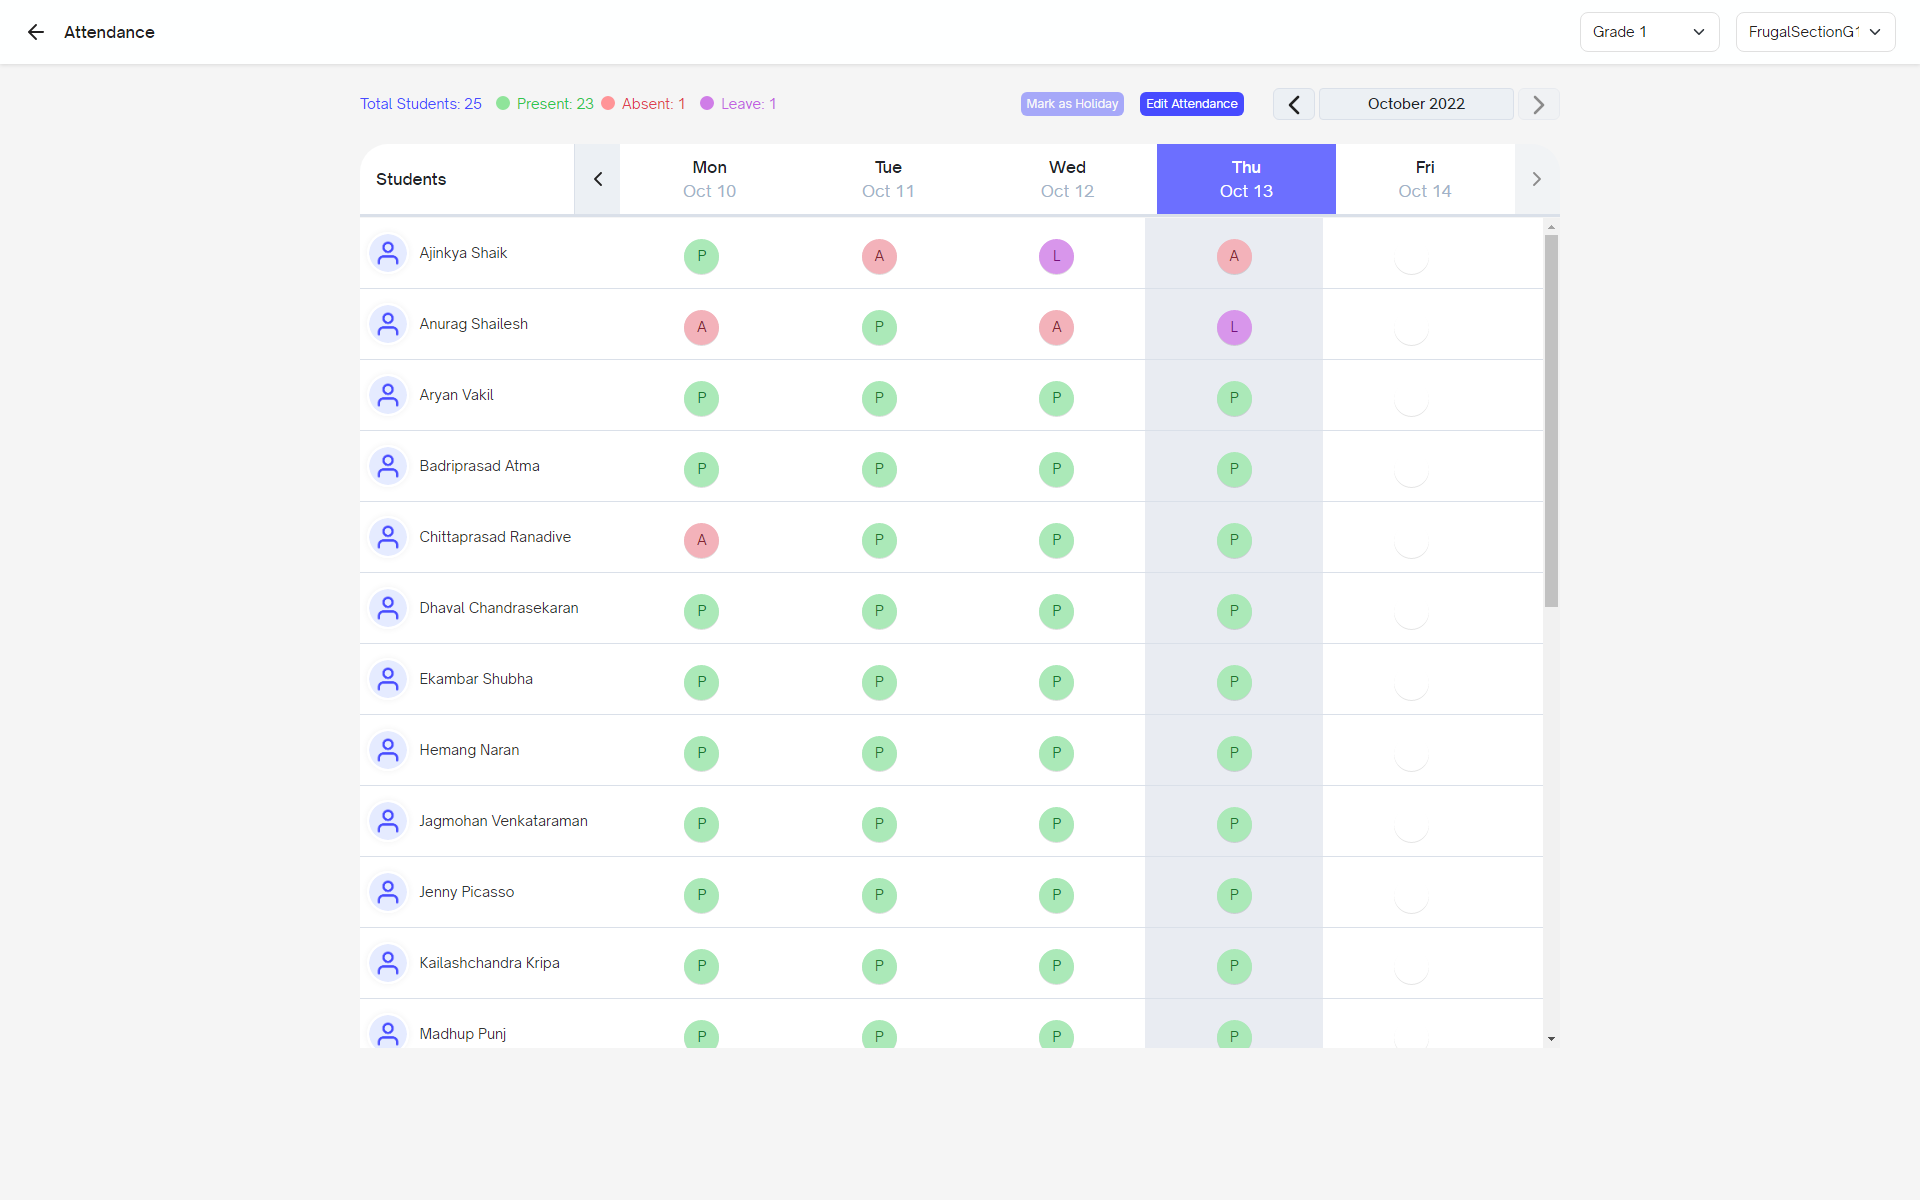 Attendance
Grade 1
FrugalSectionG1
Total Students: 25 Present: 23 Absent: 1 Leave: 1
Mark as Holiday
Edit Attendance
October 2022
Students Mon Tue Wed Thu Fri
Oct 10 Oct 11 Oct 12 Oct 13 Oct 14
Ajinkya Shaik P A L A
Anurag Shailesh A P A L
Aryan Vakil P P P P
Badriprasad Atma P P P P
Chittaprasad Ranadive A P P P
Dhaval Chandrasekaran P P P P
Ekambar Shubha P P P P
Hemang Naran P P P P
Jagmohan Venkataraman P P P P
Jenny Picasso P P P P
Kailashchandra Kripa P P P P
Madhup Punj P P P P